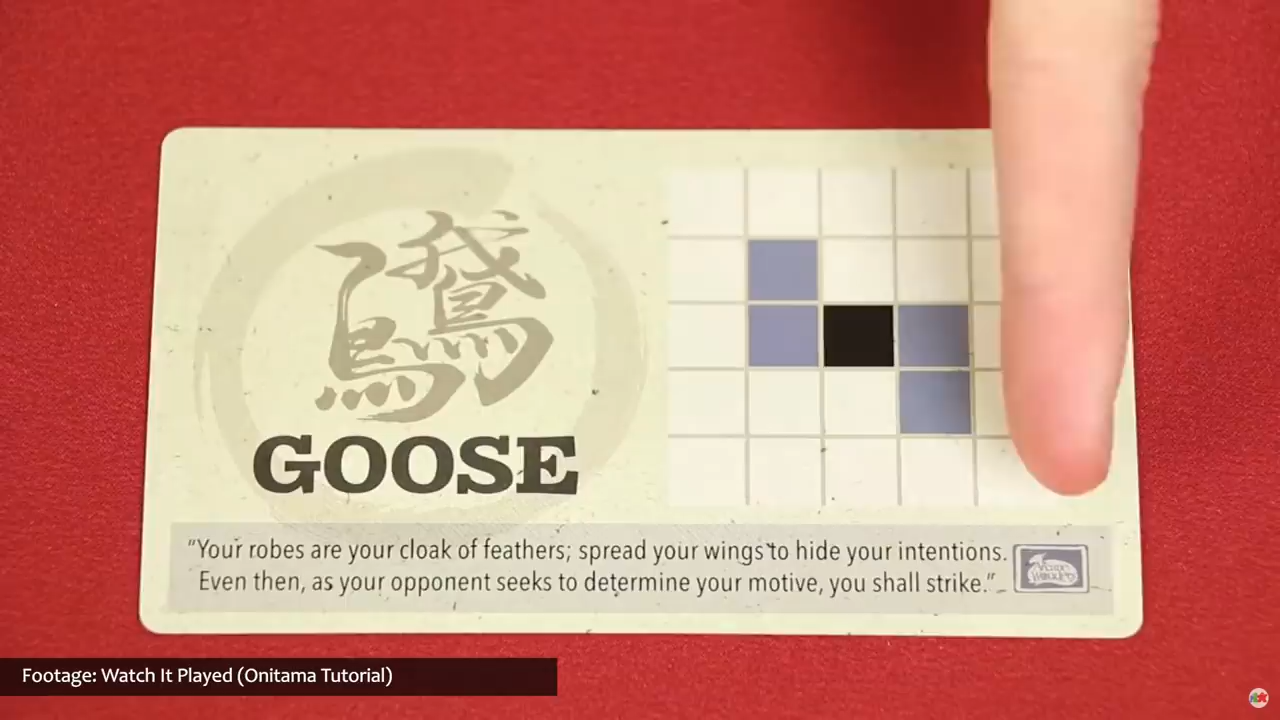 鵞
GOOSE
"Your robes are your cloak of feathers; spread your wings to hide your intentions.
Even then, as your opponent seeks to determine your motive, you shall strike."
Footage: Watch It Played (Onitama Tutorial)